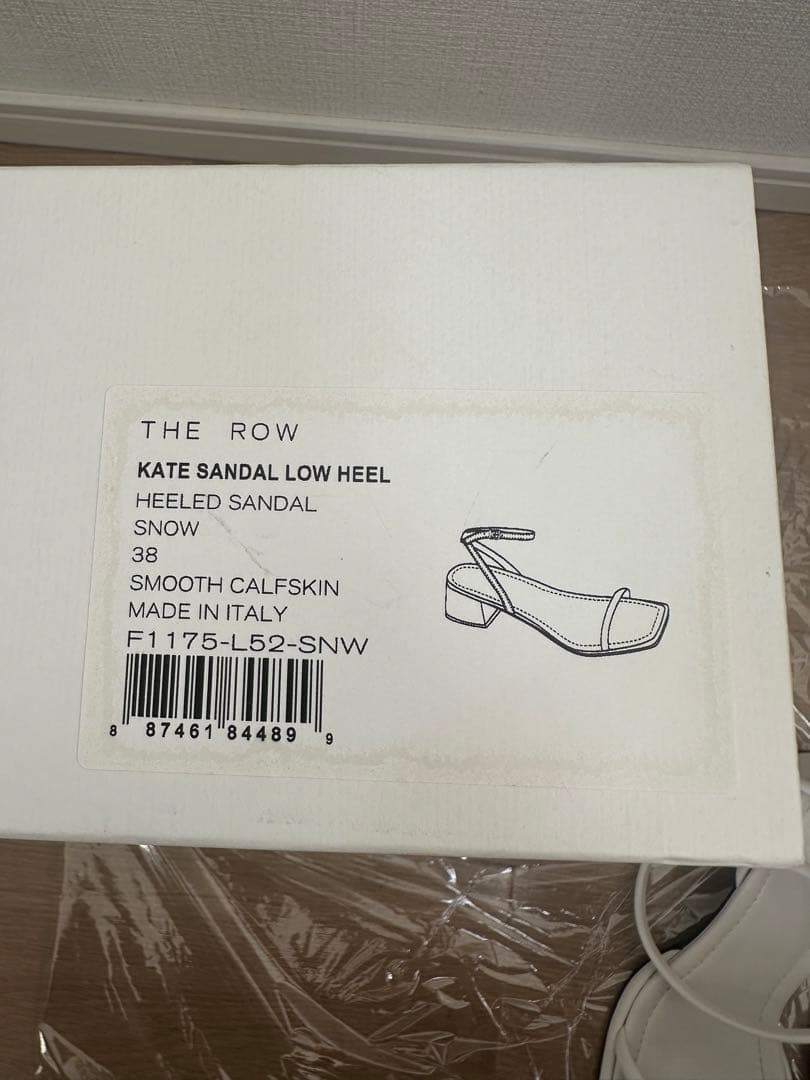 THE ROW
KATE SANDAL LOW HEEL
HEELED SANDAL
SNOW
38
SMOOTH CALFSKIN
MADE IN ITALY
F1175-L52-SNW
8 87461 84489 9